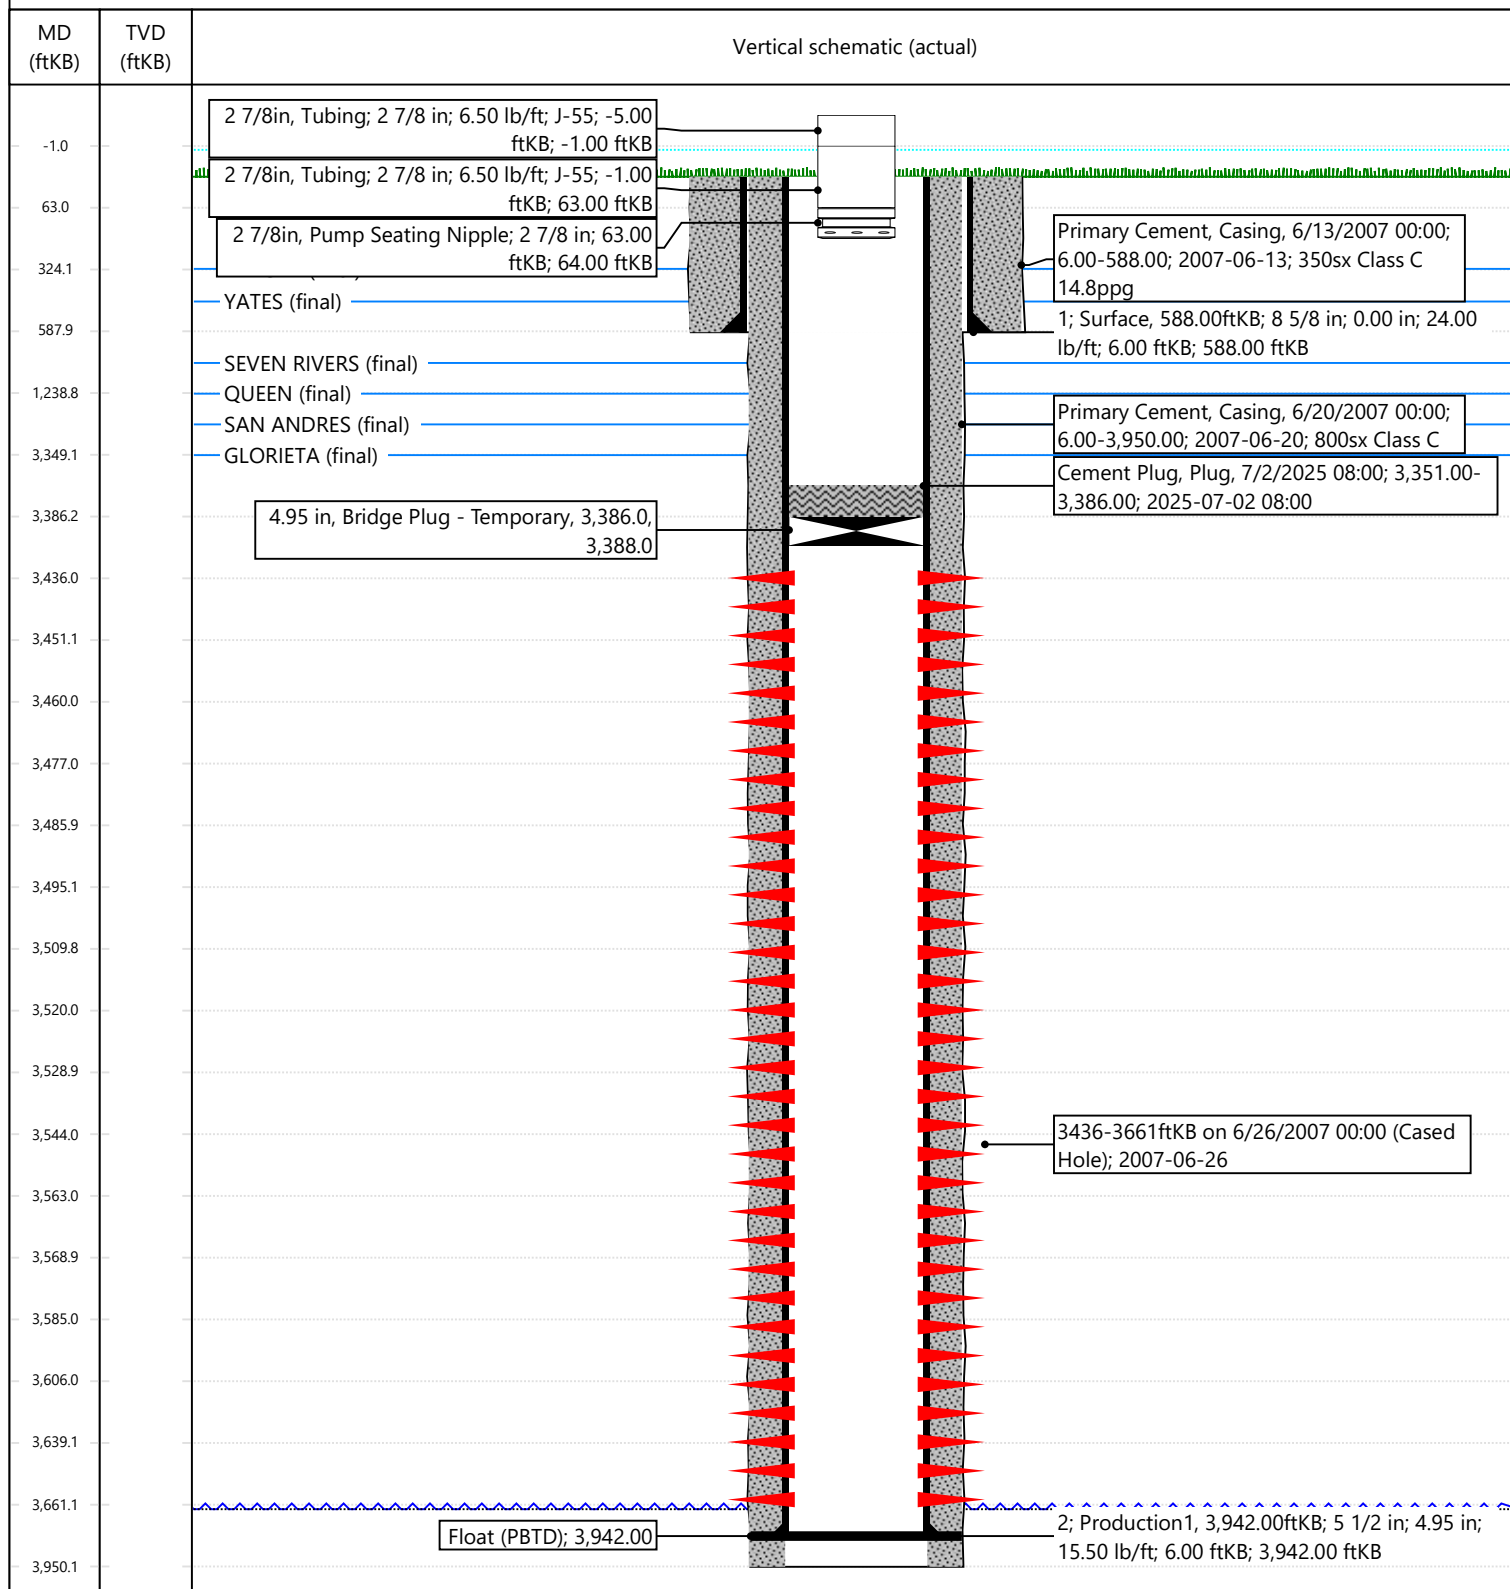 MD
(ftKB)
TVD
(ftKB)
Vertical schematic (actual)
-1.0
63.0
324.1
587.9
1,238.8
3,349.1
3,386.2
3,436.0
3,451.1
3,460.0
3,477.0
3,485.9
3,495.1
3,509.8
3,520.0
3,528.9
3,544.0
3,563.0
3,568.9
3,585.0
3,606.0
3,639.1
3,661.1
3,950.1
2 7/8in, Tubing; 2 7/8 in; 6.50 lb/ft; J-55; -5.00
ftKB; -1.00 ftKB
2 7/8in, Tubing; 2 7/8 in; 6.50 lb/ft; J-55; -1.00
ftKB; 63.00 ftKB
2 7/8in, Pump Seating Nipple; 2 7/8 in; 63.00
ftKB; 64.00 ftKB
YATES (final)
SEVEN RIVERS (final)
QUEEN (final)
SAN ANDRES (final)
GLORIETA (final)
4.95 in, Bridge Plug - Temporary, 3,386.0,
3,388.0
Float (PBTD); 3,942.00
Primary Cement, Casing, 6/13/2007 00:00;
6.00-588.00; 2007-06-13; 350sx Class C
14.8ppg
1; Surface, 588.00ftKB; 8 5/8 in; 0.00 in; 24.00
lb/ft; 6.00 ftKB; 588.00 ftKB
Primary Cement, Casing, 6/20/2007 00:00;
6.00-3,950.00; 2007-06-20; 800sx Class C
Cement Plug, Plug, 7/2/2025 08:00; 3,351.00-
3,386.00; 2025-07-02 08:00
3436-3661ftKB on 6/26/2007 00:00 (Cased
Hole); 2007-06-26
2; Production1, 3,942.00ftKB; 5 1/2 in; 4.95 in;
15.50 lb/ft; 6.00 ftKB; 3,942.00 ftKB